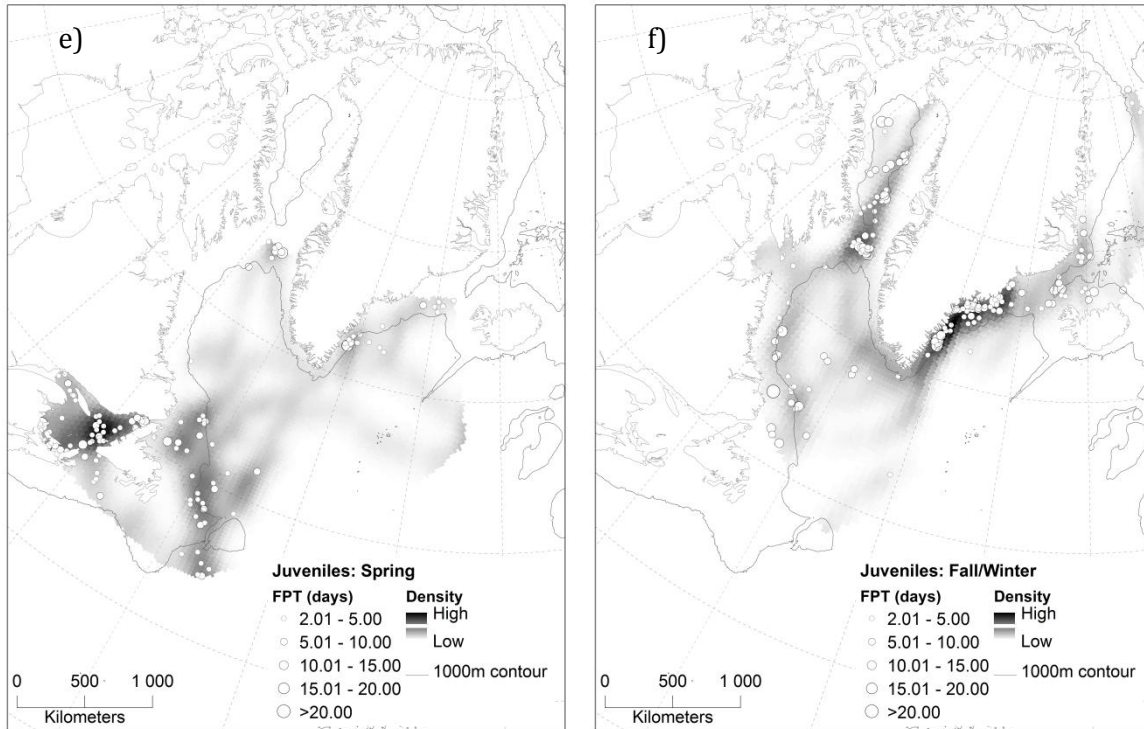 e)
Juveniles: Spring
FPT (days) Density
2.01 - 5.00 High
5.01 - 10.00 Low
10.01 - 15.00
15.01 - 20.00 1000m contour
>20.00
0 500 1 000
Kilometers
f)
Juveniles: Fall/Winter
FPT (days) Density
2.01 - 5.00 High
5.01 - 10.00 Low
10.01 - 15.00
15.01 - 20.00 1000m contour
>20.00
0 500 1 000
Kilometers